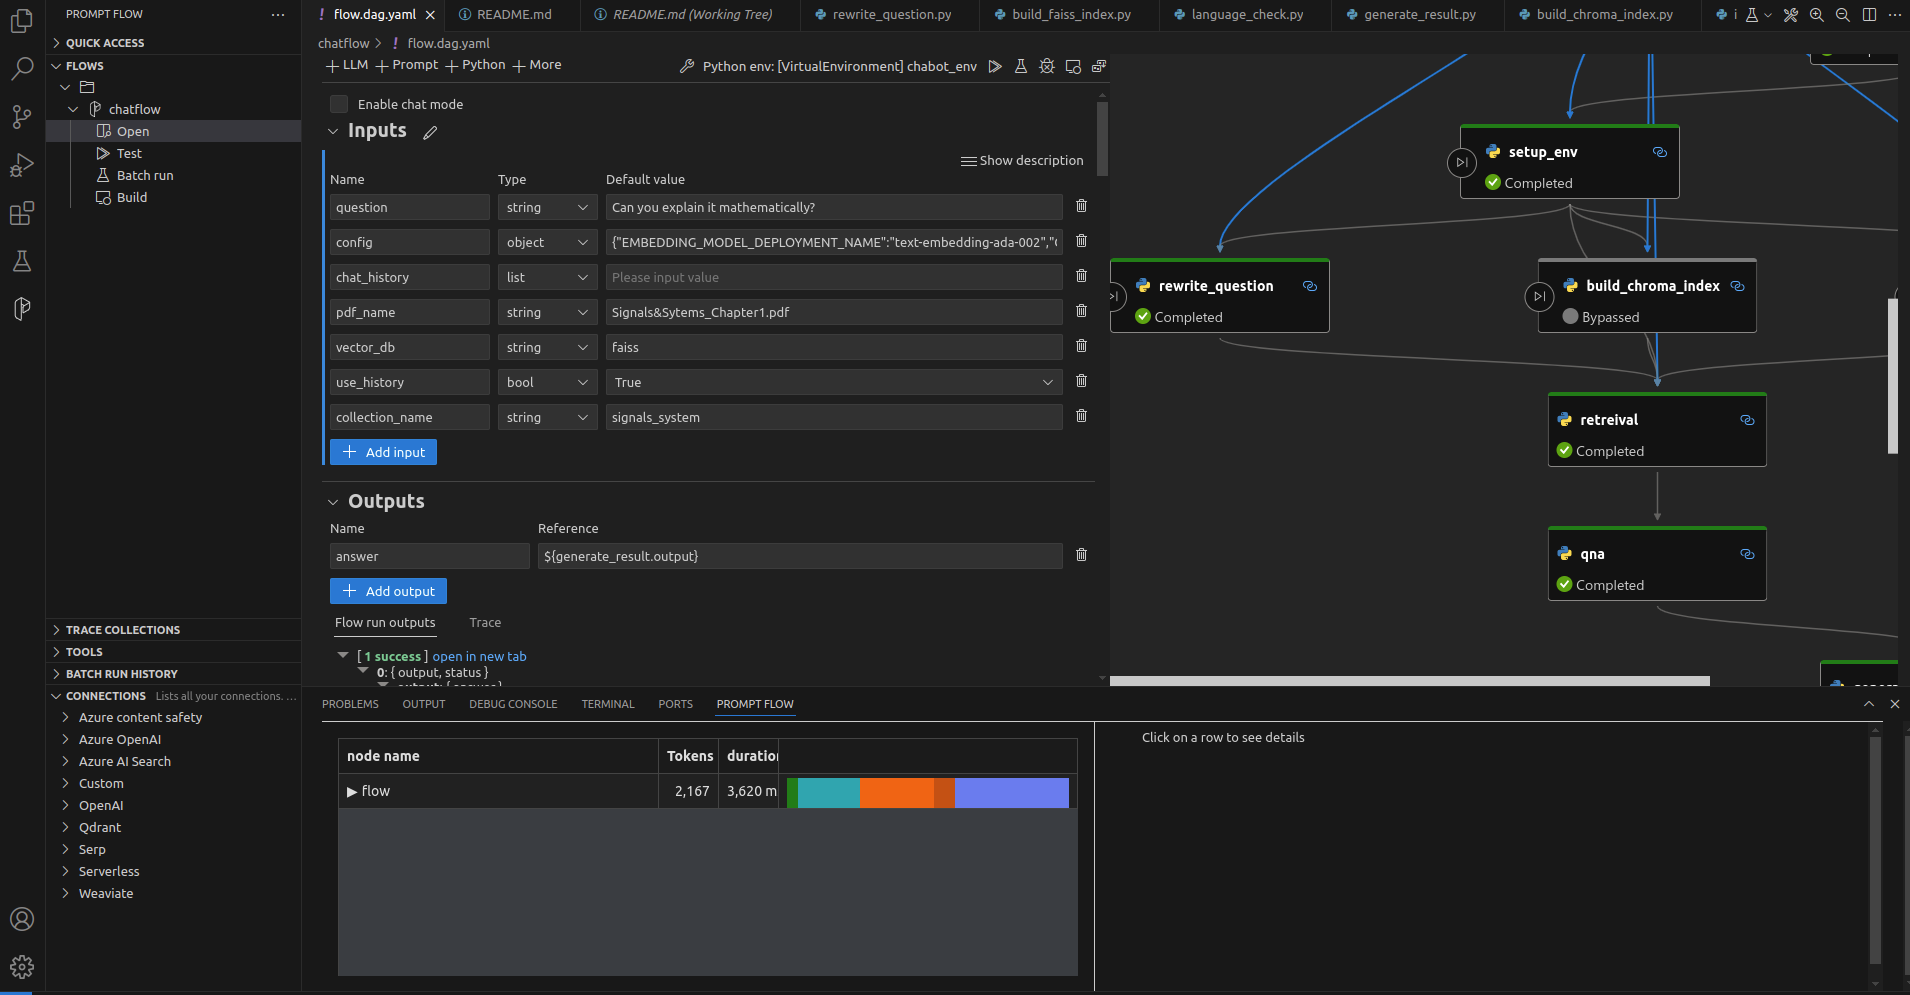 PROMPT FLOW
QUICK ACCESS
FLOWS
chatflow
Open
Test
Batch run
Build
TRACE COLLECTIONS
TOOLS
BATCH RUN HISTORY
CONNECTIONS Lists all your connections. ...
Azure content safety
Azure OpenAI
Azure AI Search
Custom
OpenAI
Qdrant
Serp
Serverless
Weaviate
! flow.dag.yaml
README.md
README.md (Working Tree)
rewrite_question.py
build_faiss_index.py
language_check.py
generate_result.py
build_chroma_index.py
i
chatflow > ! flow.dag.yaml
+ LLM + Prompt + Python + More
Python env: [VirtualEnvironment] chabot_env
Enable chat mode
Inputs
Show description
Name Type Default value
question string Can you explain it mathematically?
config object {"EMBEDDING_MODEL_DEPLOYMENT_NAME":"text-embedding-ada-002","
chat_history list Please input value
pdf_name string Signals&Sytems_Chapter1.pdf
vector_db string faiss
use_history bool True
collection_name string signals_system
+ Add input
Outputs
Name Reference
answer ${generate_result.output}
+ Add output
Flow run outputs Trace
[ 1 success ] open in new tab
0: { output, status }
setup_env
Completed
rewrite_question
Completed
build_chroma_index
Bypassed
retreival
Completed
qna
Completed
PROBLEMS OUTPUT DEBUG CONSOLE TERMINAL PORTS PROMPT FLOW
node name Tokens duration
flow 2,167 3,620 m
Click on a row to see details